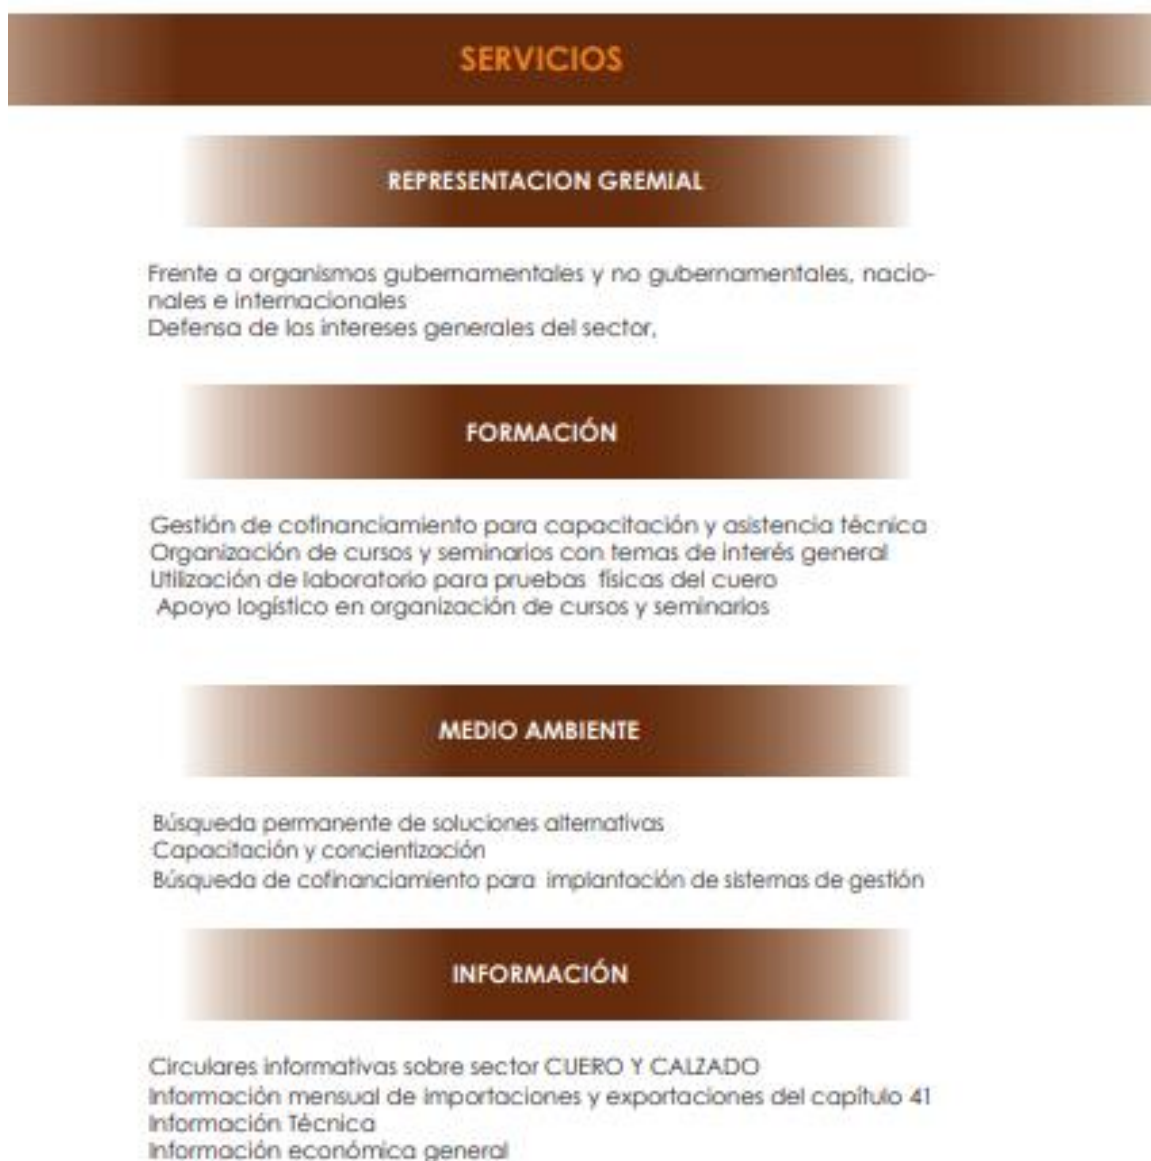 SERVICIOS
REPRESENTACION GREMIAL
Frente a organismos gubernamentales y no gubernamentales, nacio-
nales e internacionales
Defensa de los intereses generales del sector,
FORMACIÓN
Gestión de cofinanciamiento para capacitación y asistencia técnica
Organización de cursos y seminarios con temas de interés general
Utilización de laboratorio para pruebas físicas del cuero
Apoyo logístico en organización de cursos y seminarios
MEDIO AMBIENTE
Búsqueda permanente de soluciones alternativas
Capacitación y concientización
Búsqueda de cofinanciamiento para implantación de sistemas de gestión
INFORMACIÓN
Circulares informativas sobre sector CUERO Y CALZADO
Información mensual de importaciones y exportaciones del capítulo 41
Información Técnica
Información económica general